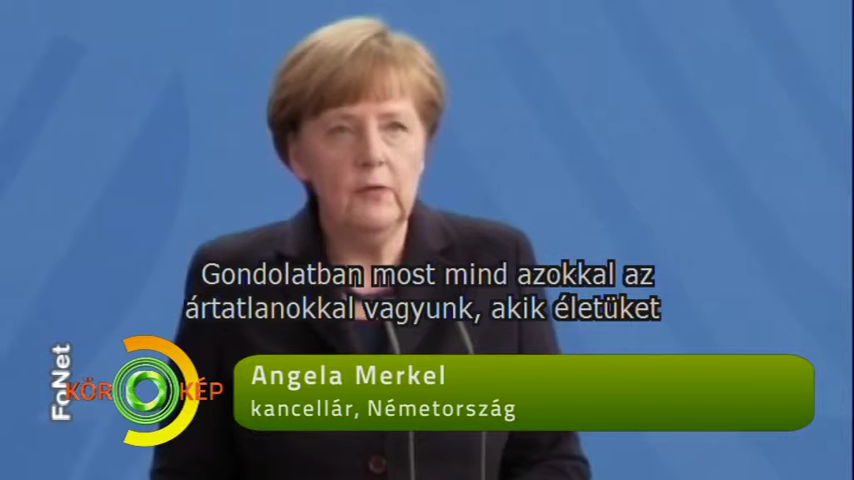 Gondolatban most mind azokkal az
ártatlanokkal vagyunk, akik életüket
FoNet
KÖR KÉP
Angela Merkel
kancellár, Németország